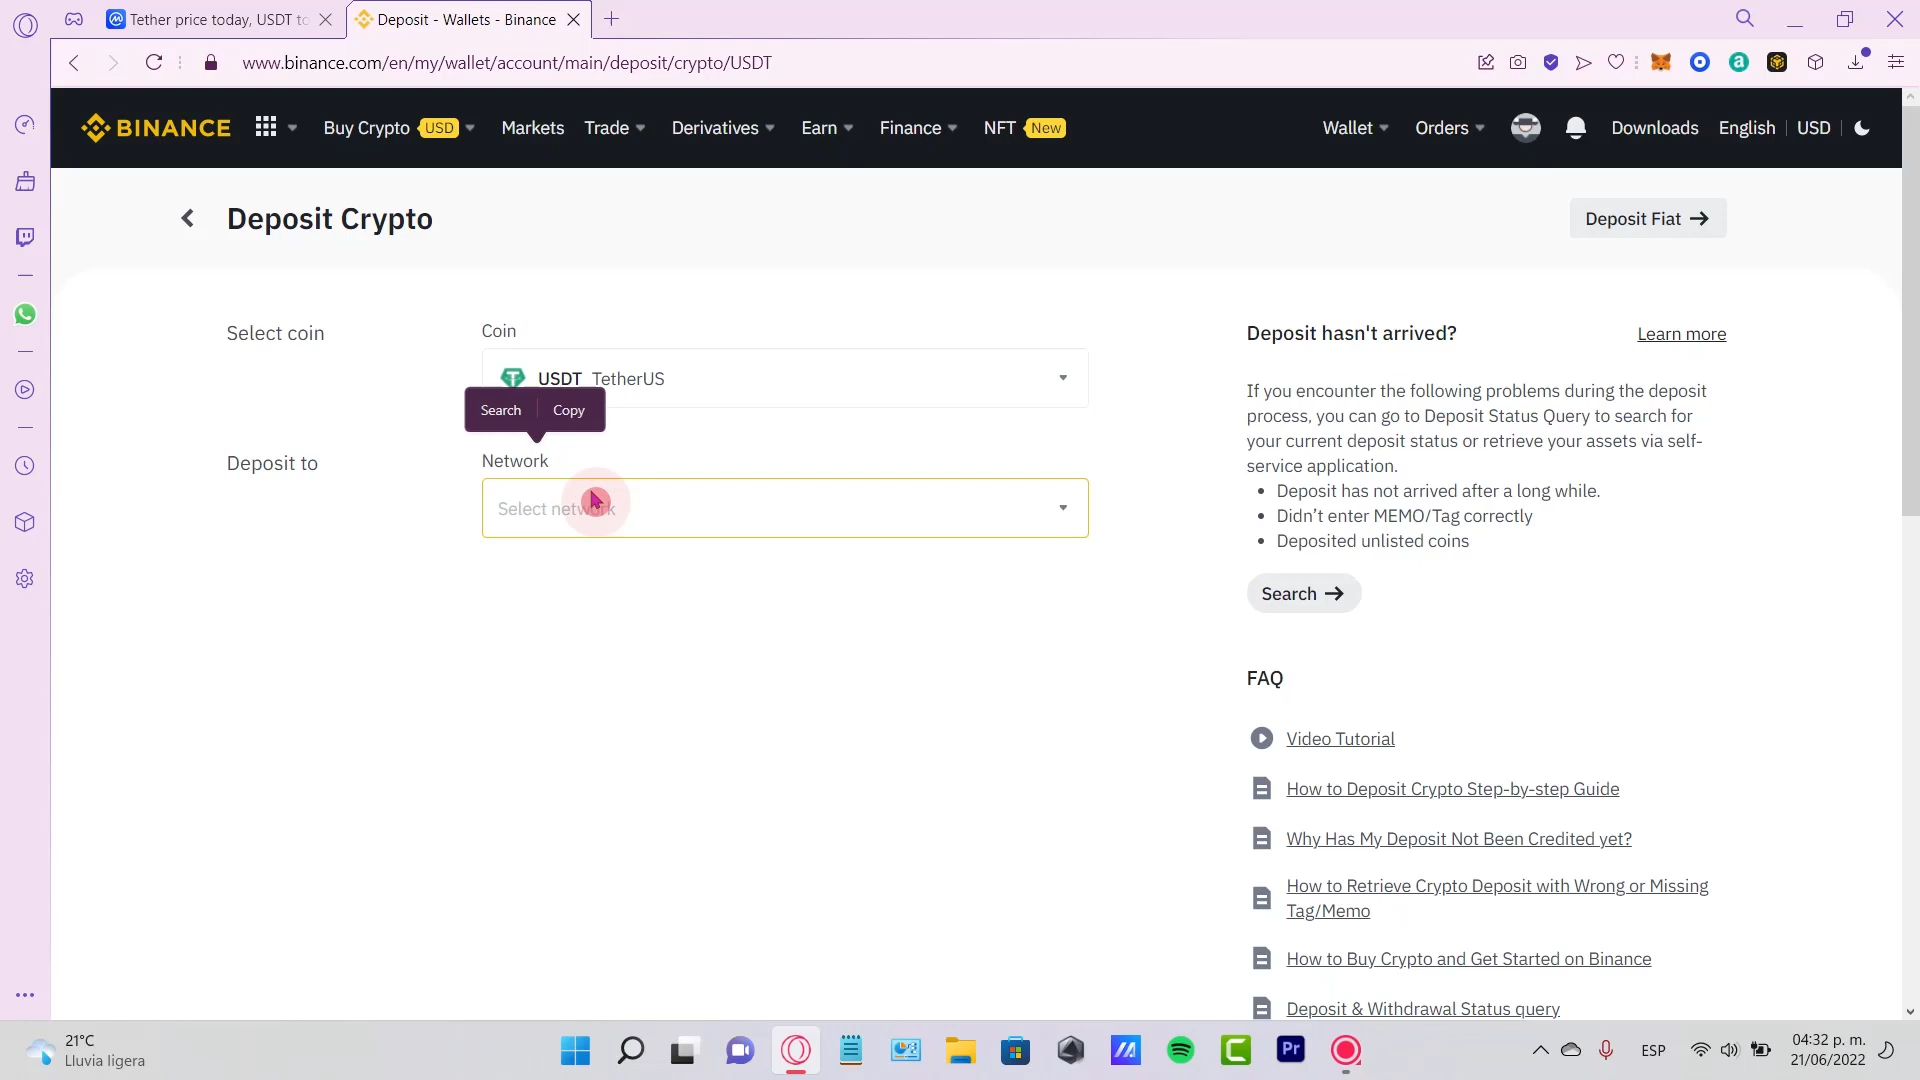 Tether price today, USDT to
Deposit - Wallets - Binance
www.binance.com/en/my/wallet/account/main/deposit/crypto/USDT
BINANCE
Buy Crypto USD
Markets
Trade
Derivatives
Earn
Finance
NFT New
Wallet
Orders
Downloads
English
USD
Deposit Crypto
Deposit Fiat
Select coin
Coin
USDT TetherUS
Search
Copy
Deposit to
Network
Select network
Deposit hasn't arrived?
Learn more
If you encounter the following problems during the deposit
process, you can go to Deposit Status Query to search for
your current deposit status or retrieve your assets via self-
service application.
Deposit has not arrived after a long while.
Didn't enter MEMO/Tag correctly
Deposited unlisted coins
Search
FAQ
Video Tutorial
How to Deposit Crypto Step-by-step Guide
Why Has My Deposit Not Been Credited yet?
How to Retrieve Crypto Deposit with Wrong or Missing
Tag/Memo
How to Buy Crypto and Get Started on Binance
Deposit & Withdrawal Status query
21°C
Lluvia ligera
Pr
ESP
04:32 p. m.
21/06/2022